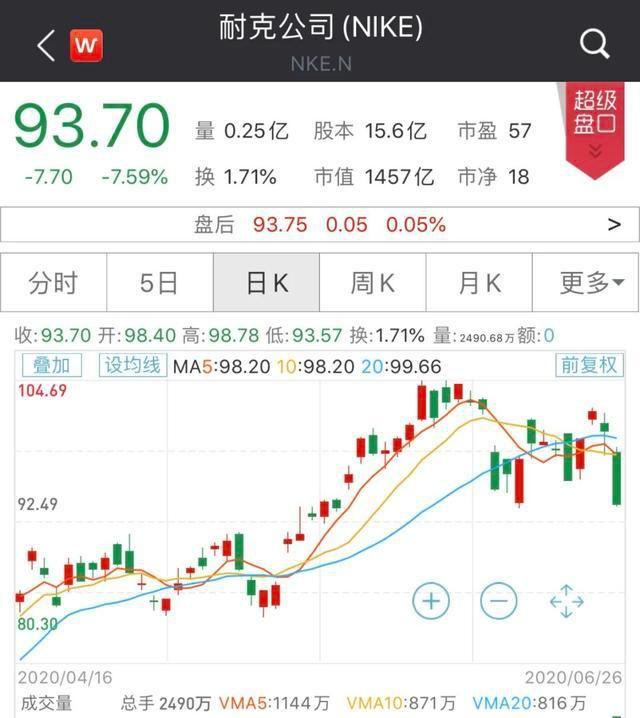 耐克公司(NIKE)
W
NKE.N
93.70 量 0.25亿 股本 15.6亿 市盈 57
-7.70 -7.59% 换 1.71% 市值 1457亿 市净 18
超级
盘口
盘后 93.75 0.05 0.05% >
分时 5日 日K 周K 月K 更多
收:93.70 开:98.40 高:98.78 低:93.57 换:1.71% 量:2490.68万 额:0
叠加 设均线 MA5:98.20 10:98.20 20:99.66 前复权
104.69
92.49
80.30
2020/04/16 2020/06/26
成交量 总手 2490万 VMA5:1144万 VMA10:871万 VMA20:816万